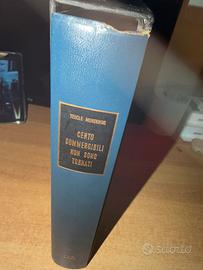 CENTO
SOMMERGIBILI
NON SONO
TORNATI
subito